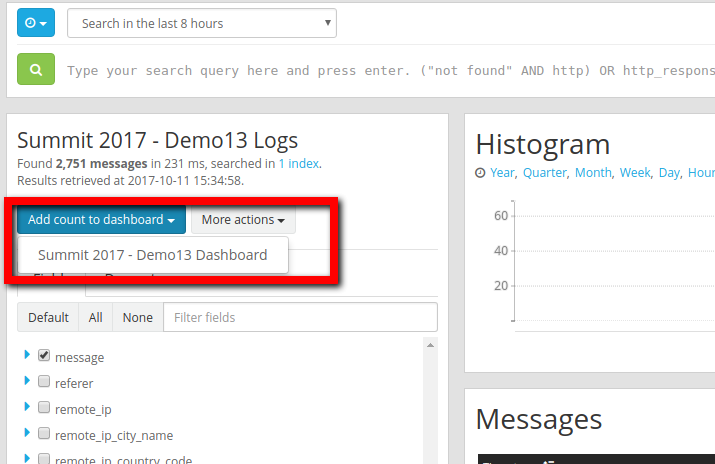 Search in the last 8 hours
Type your search query here and press enter. ("not found" AND http) OR http_respons
Summit 2017 - Demo13 Logs
Found 2,751 messages in 231 ms, searched in 1 index.
Results retrieved at 2017-10-11 15:34:58.
Add count to dashboard
More actions
Summit 2017 - Demo13 Dashboard
Default
All
None
Filter fields
message
referer
remote_ip
remote_ip_city_name
remote_ip_country_code
Histogram
Year, Quarter, Month, Week, Day, Hour
60
40
20
Messages